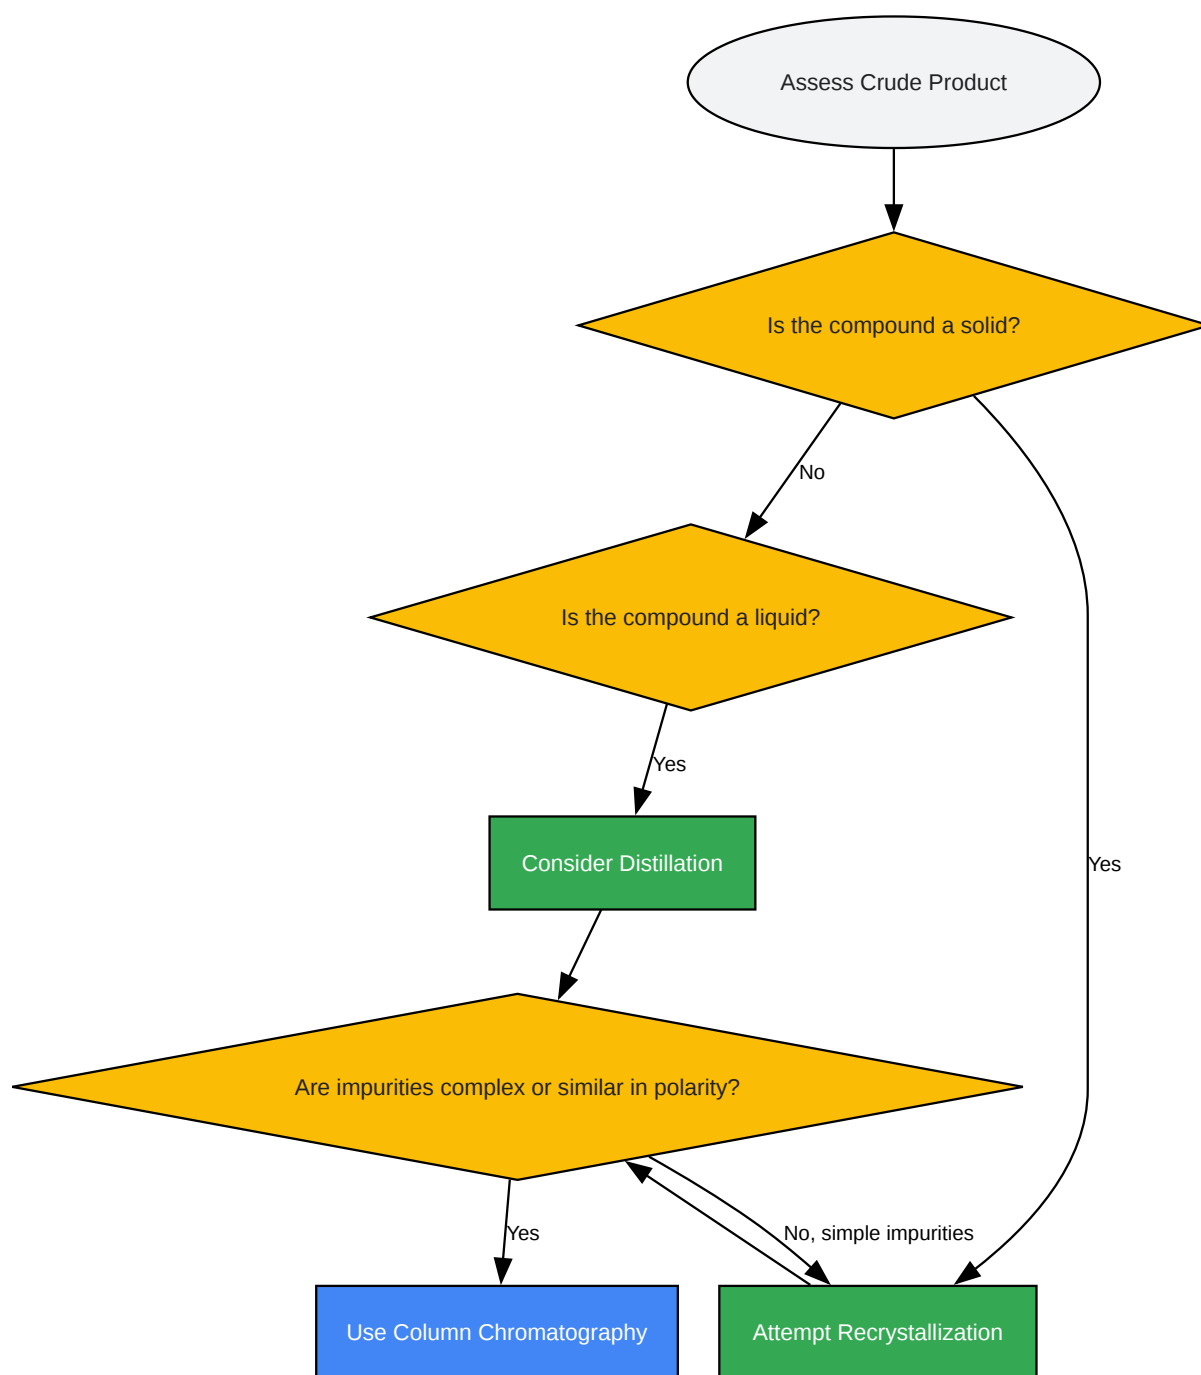 Assess Crude Product
Is the compound a solid?
No
Is the compound a liquid?
Yes
Consider Distillation
Yes
Are impurities complex or similar in polarity?
Yes
No, simple impurities
Use Column Chromatography
Attempt Recrystallization